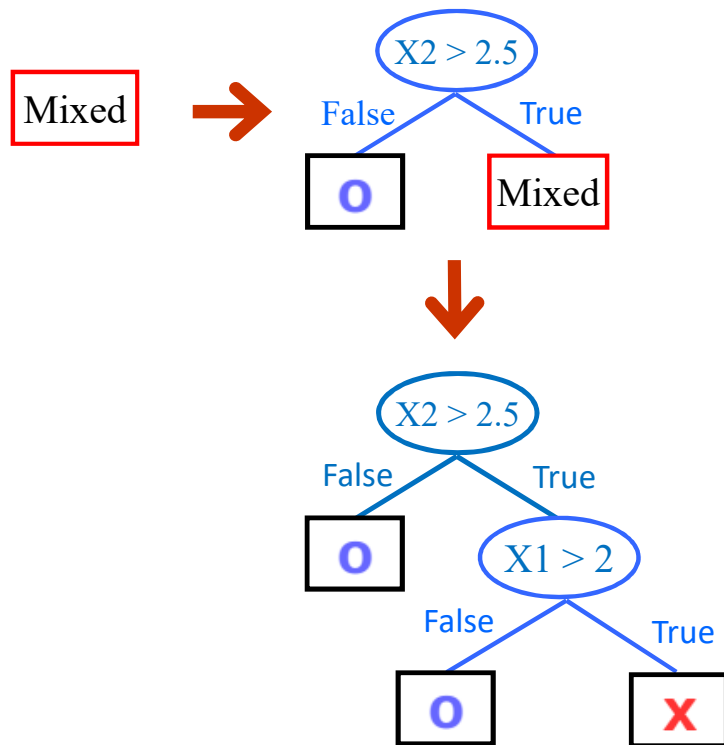 X2 > 2.5
Mixed
False
True
O
Mixed
X2 > 2.5
False
True
O
X1 > 2
False
True
O
X